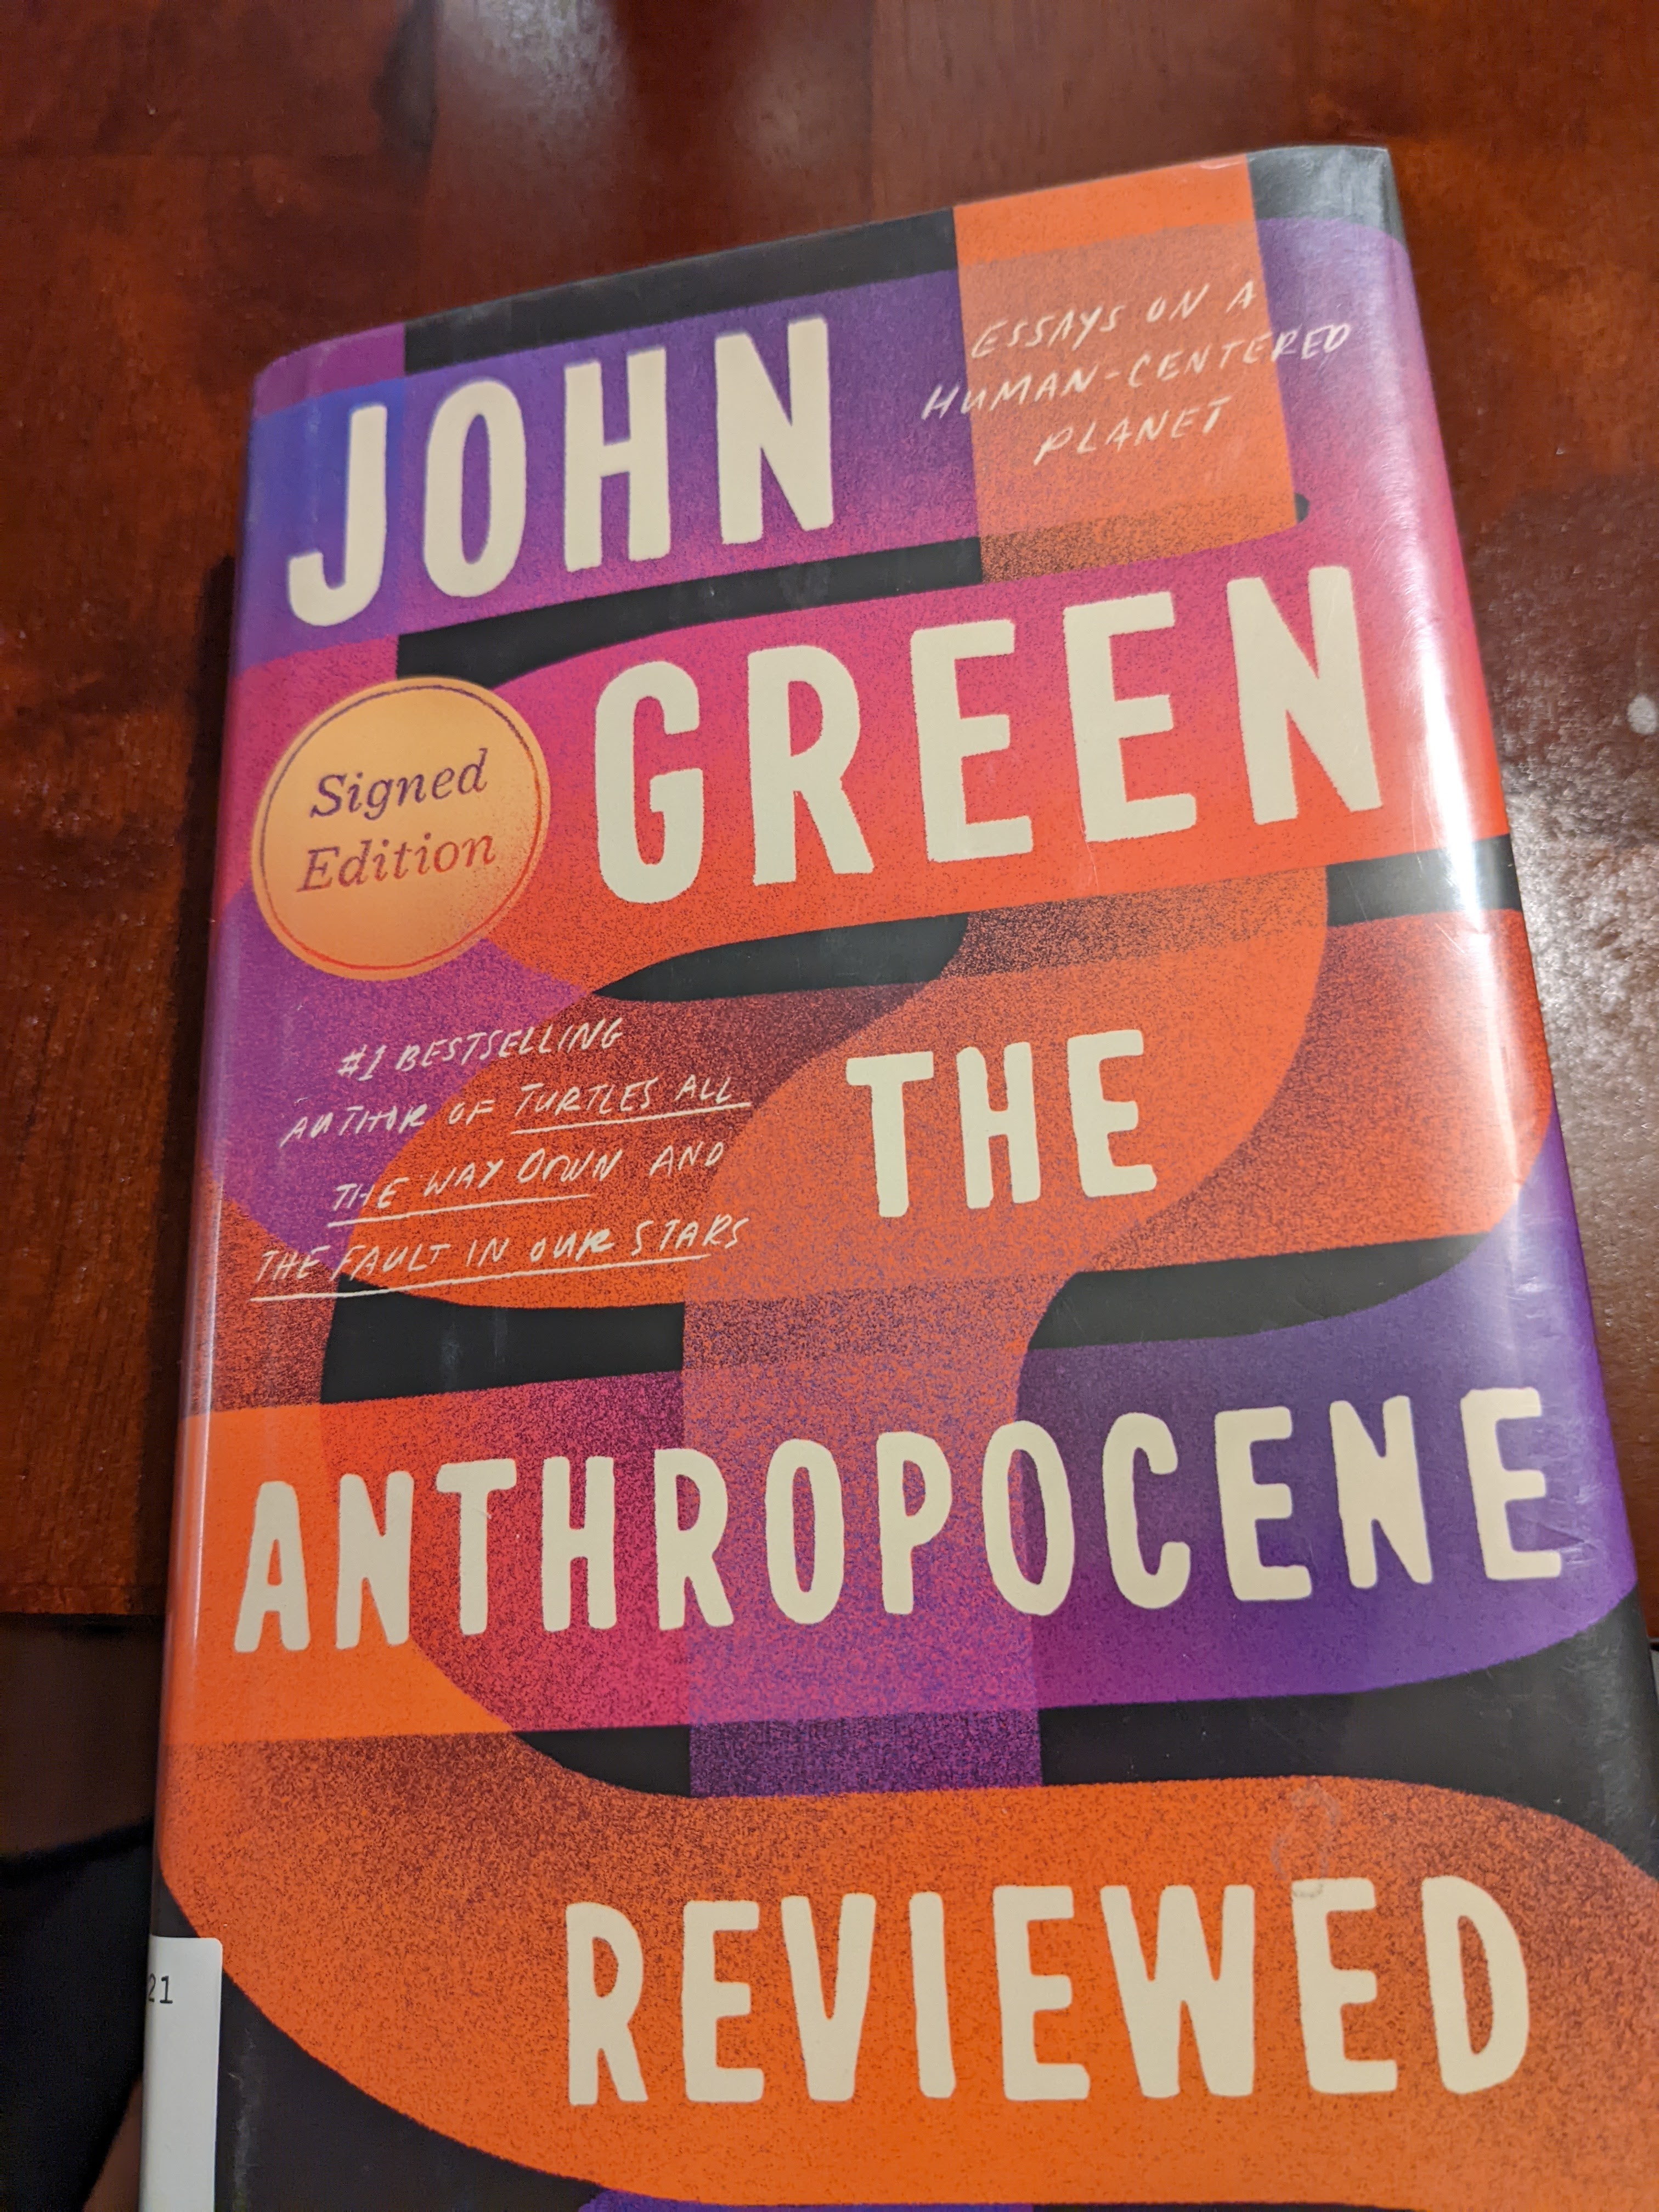 JOHN
ESSAYS ON A
HUMAN-CENTERED
PLANET
GREEN
Signed
Edition
#1 BESTSELLING
AUTHOR OF TURTLES ALL
THE WAY DOWN AND
THE FAULT IN OUR STARS
THE
ANTHROPOCENE
REVIEWED
21